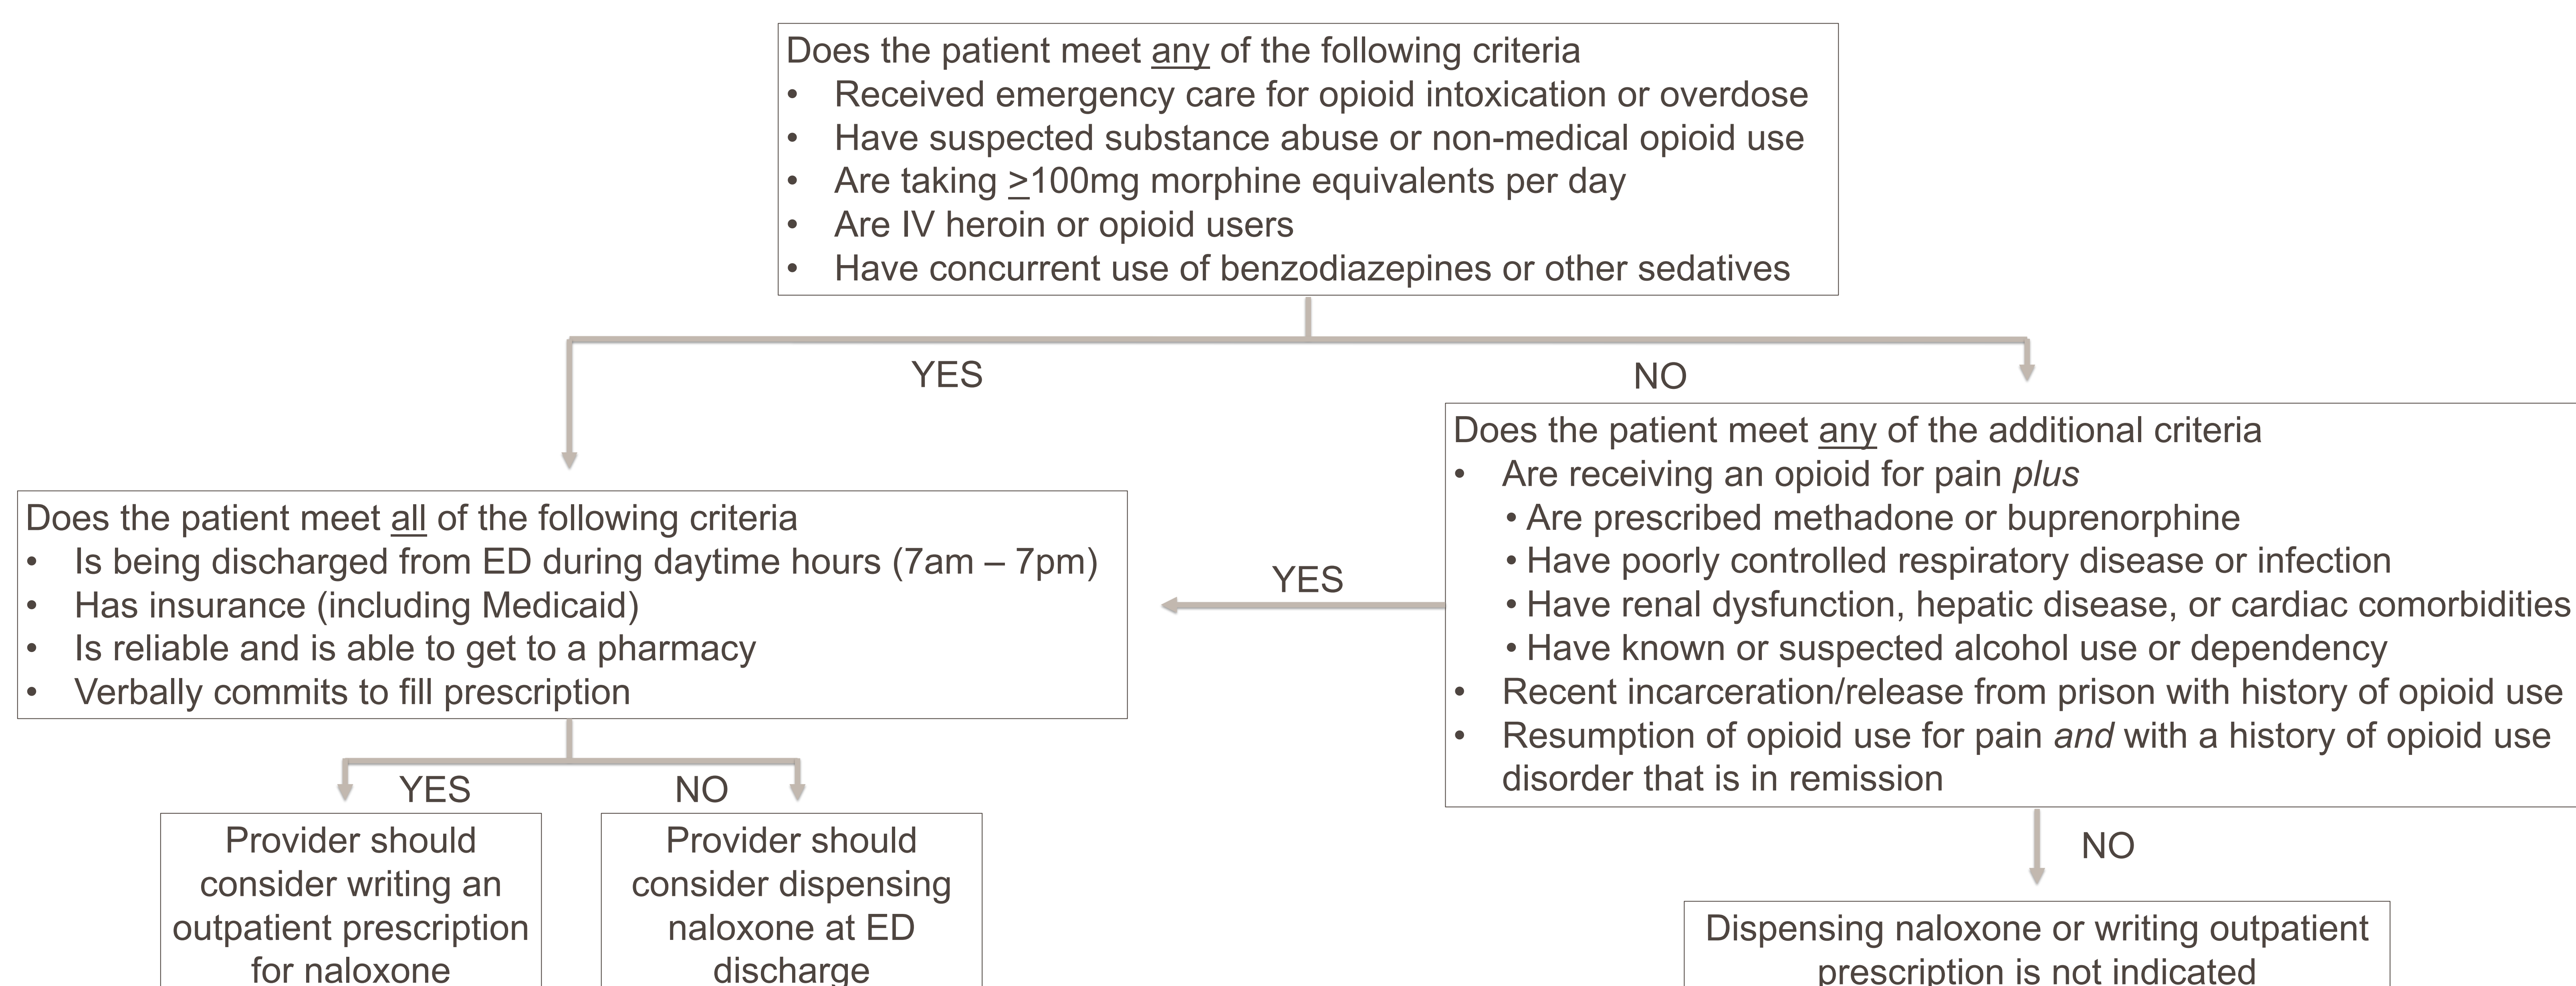 Does the patient meet any of the following criteria
• Received emergency care for opioid intoxication or overdose
• Have suspected substance abuse or non-medical opioid use
• Are taking ≥100mg morphine equivalents per day
• Are IV heroin or opioid users
• Have concurrent use of benzodiazepines or other sedatives
YES
NO
Does the patient meet all of the following criteria
• Is being discharged from ED during daytime hours (7am – 7pm)
• Has insurance (including Medicaid)
• Is reliable and is able to get to a pharmacy
• Verbally commits to fill prescription
YES
Does the patient meet any of the additional criteria
• Are receiving an opioid for pain plus
• Are prescribed methadone or buprenorphine
• Have poorly controlled respiratory disease or infection
• Have renal dysfunction, hepatic disease, or cardiac comorbidities
• Have known or suspected alcohol use or dependency
• Recent incarceration/release from prison with history of opioid use
• Resumption of opioid use for pain and with a history of opioid use
disorder that is in remission
YES
NO
NO
Provider should
consider writing an
outpatient prescription
for naloxone
Provider should
consider dispensing
naloxone at ED
discharge
Dispensing naloxone or writing outpatient
prescription is not indicated